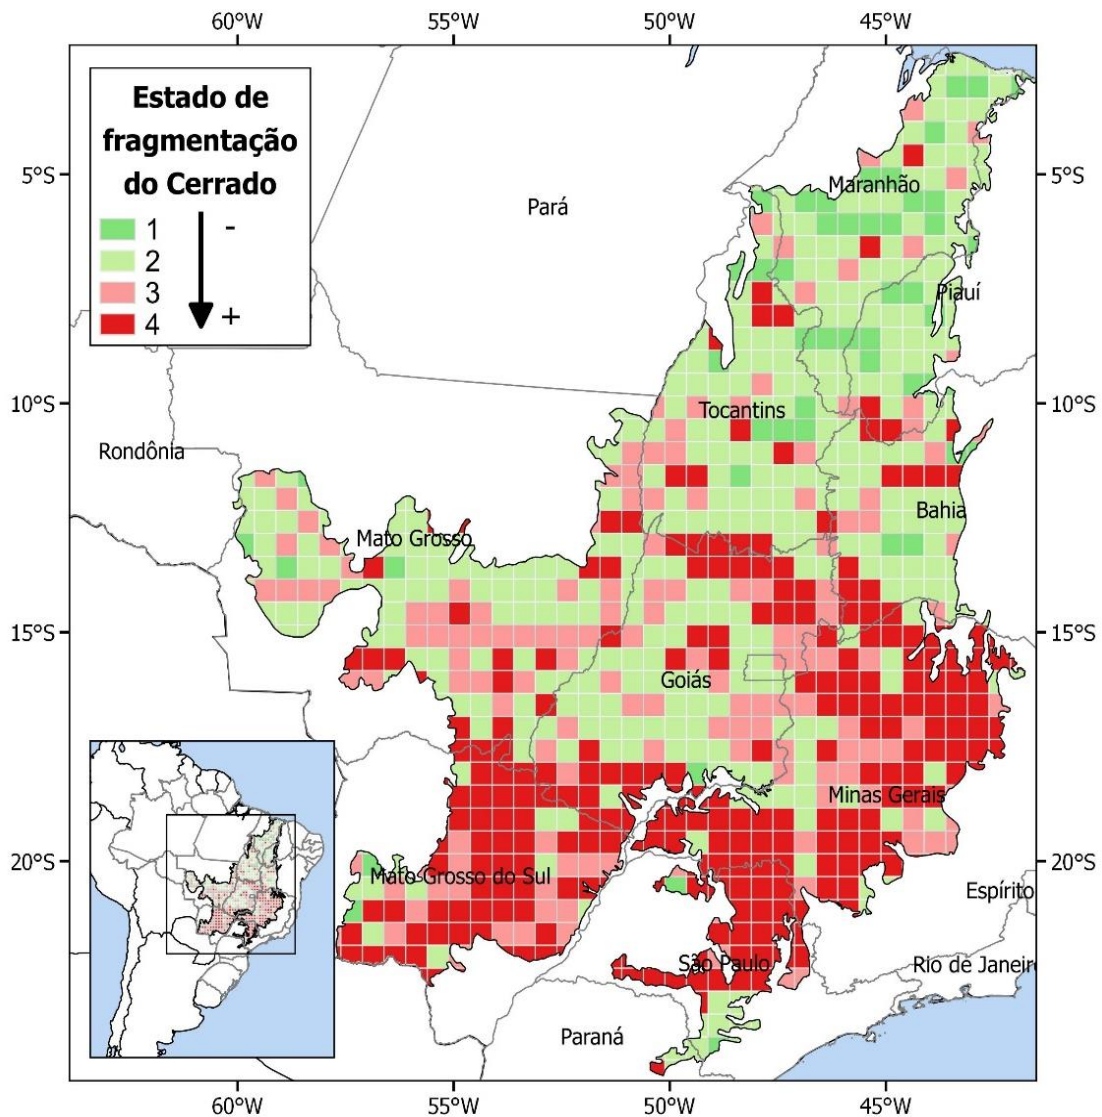 60°W 55°W 50°W 45°W
Estado de
fragmentação
do Cerrado
1 -
2
3
4 +
5°S 5°S
Maranhão
Pará
Piauí
10°S 10°S
Tocantins
Rondônia
Bahia
Mato Grosso
15°S 15°S
Goiás
Minas Gerais
20°S 20°S
Mato Grosso do Sul
Espírito
São Paulo
Rio de Janeir
Paraná
60°W 55°W 50°W 45°W